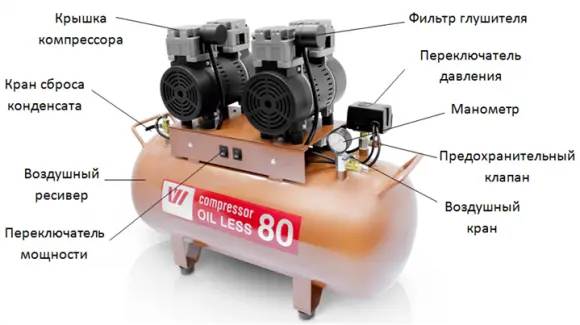 Крышка
компрессора
Фильтр глушителя
Переключатель
давления
Кран сброса
конденсата
Манометр
Предохранительный
клапан
Воздушный
ресивер
Воздушный
кран
Переключатель
мощности
compressor
OIL LESS 80